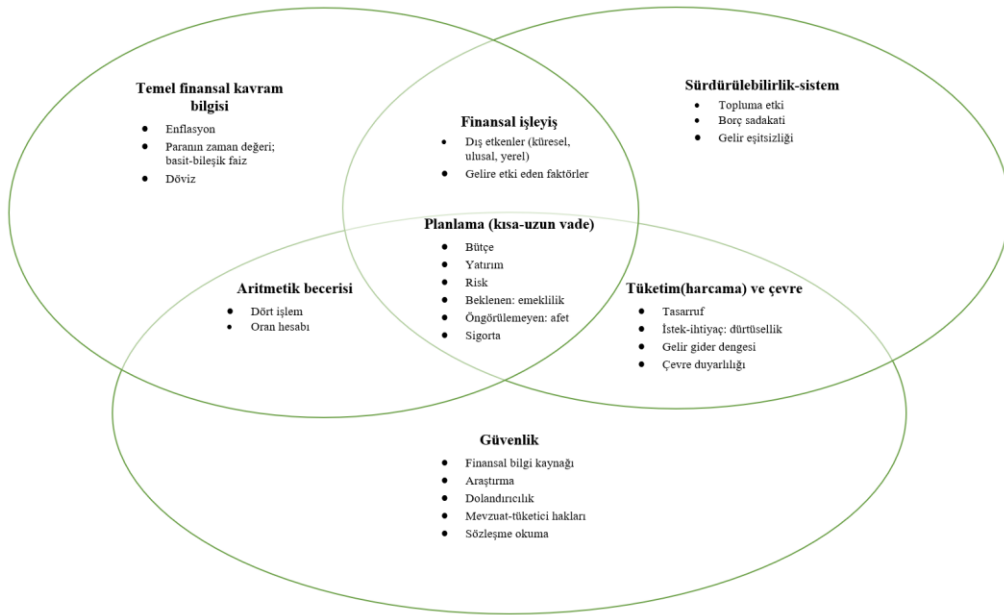 Temel finansal kavram
bilgisi
● Enflasyon
● Paranın zaman değeri;
basit-bileşik faiz
● Döviz
Finansal işleyiş
● Dış etkenler (küresel,
ulusal, yerel)
● Gelire etki eden faktörler
Sürdürülebilirlik-sistem
● Topluma etki
● Borç sadakati
● Gelir eşitsizliği
Planlama (kısa-uzun vade)
● Bütçe
● Yatırım
● Risk
● Beklenen: emeklilik
● Öngörülemeyen: afet
● Sigorta
Aritmetik becerisi
● Dört işlem
● Oran hesabı
Tüketim(harcama) ve çevre
● Tasarruf
● İstek-ihtiyaç: dürtüsellik
● Gelir gider dengesi
● Çevre duyarlılığı
Güvenlik
● Finansal bilgi kaynağı
● Araştırma
● Dolandırıcılık
● Mevzuat-tüketici hakları
● Sözleşme okuma